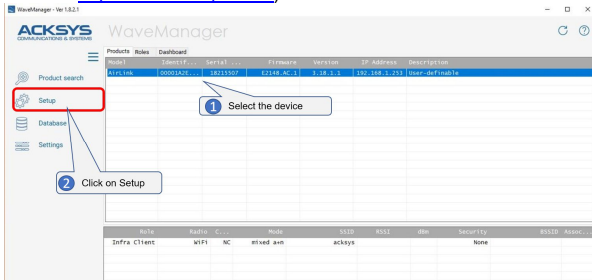 WaveManager - Ver 1.0.2.1
ACKSYS
COMMUNICATIONS & SYSTEMS
WaveManager
Products Roles Dashboard
Model Identif... Serial ... Firmware Version IP Address Description
AirLink 00001A2E... 18215507 E2148.AC.1 3.18.1.1 192.168.1.253 User-definable
Product search
Setup
1 Select the device
Database
Settings
2 Click on Setup
Role Radio C... Mode SSID RSSI dBm Security BSSID Assoc...
Infra Client WiFi NC mixed a+n acksys None